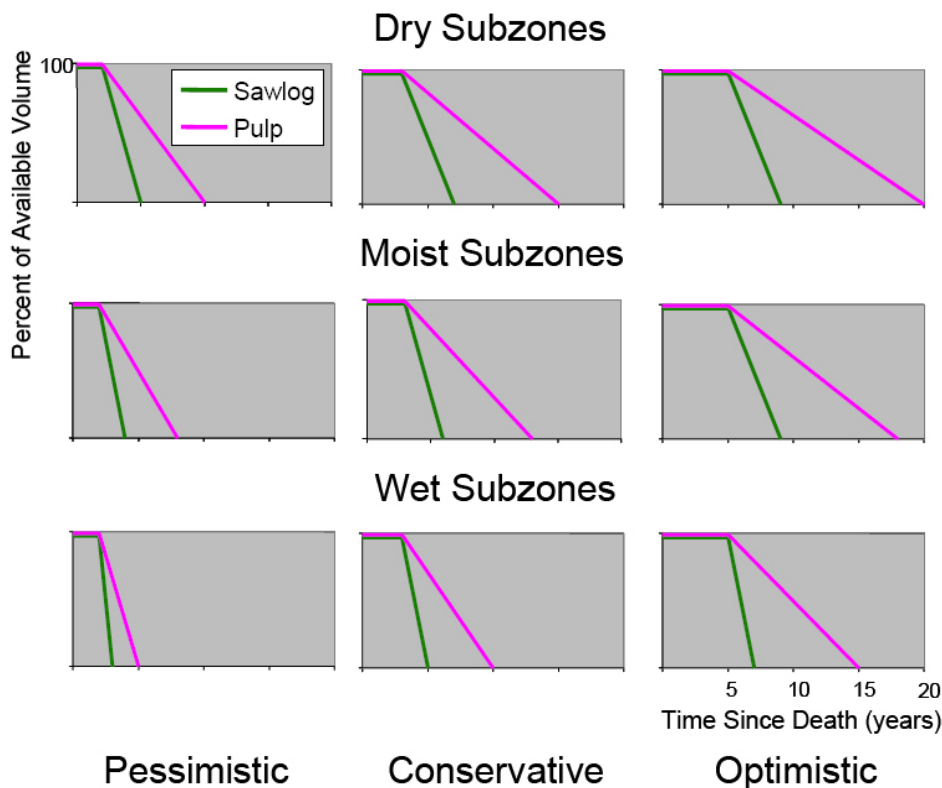 Dry Subzones
100
Sawlog
Pulp
Percent of Available Volume
Moist Subzones
Wet Subzones
5 10 15 20
Time Since Death (years)
Pessimistic Conservative Optimistic